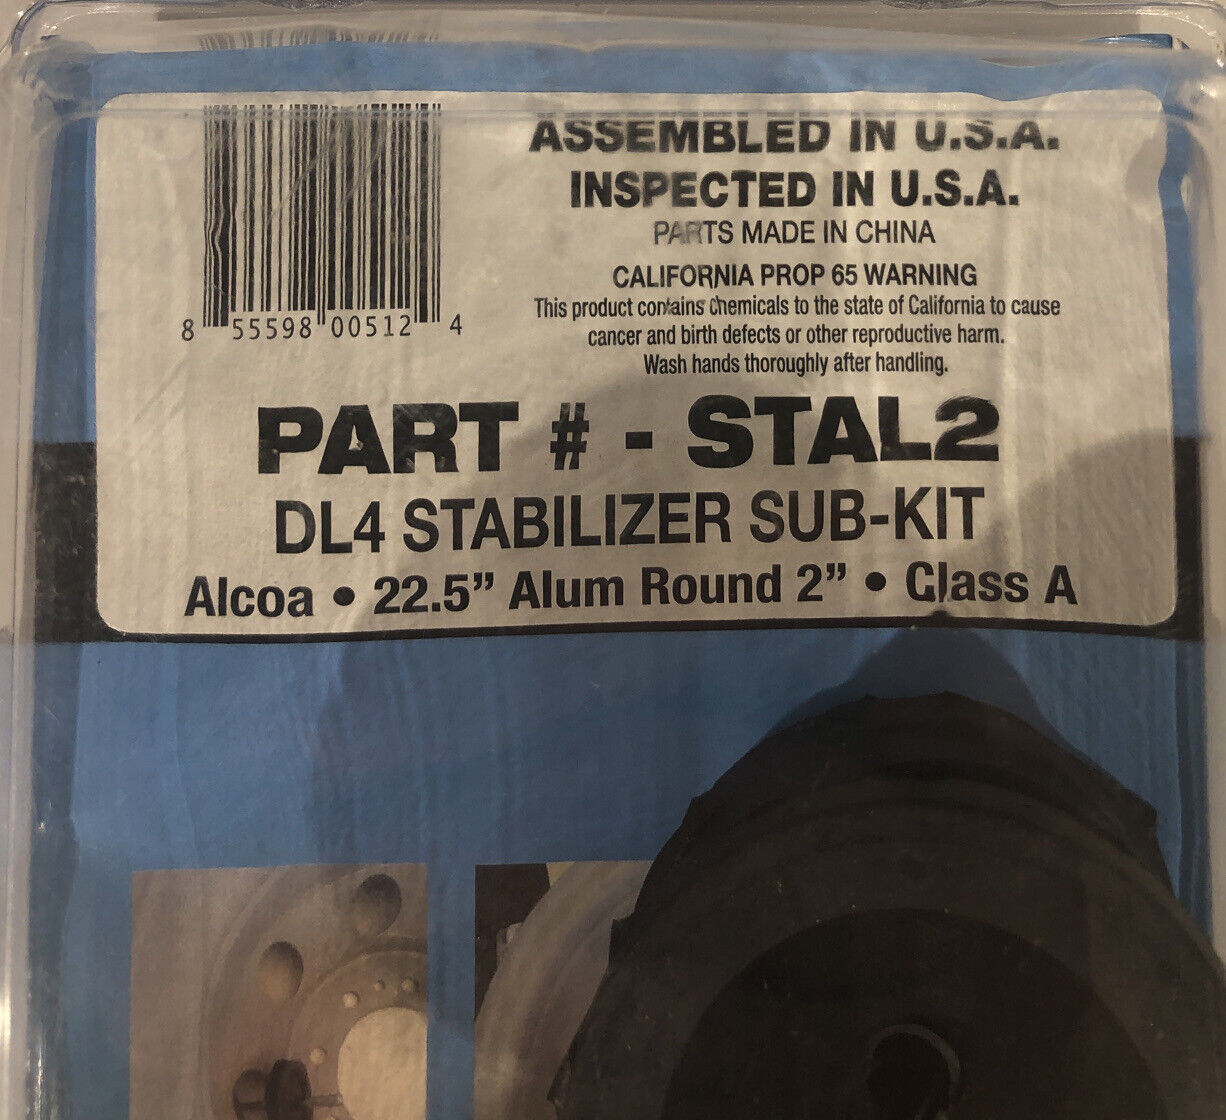 ASSEMBLED IN U.S.A.
INSPECTED IN U.S.A.
PARTS MADE IN CHINA
CALIFORNIA PROP 65 WARNING
This product contains chemicals to the state of California to cause
cancer and birth defects or other reproductive harm.
Wash hands thoroughly after handling.
8 55598 00512 4
PART # - STAL2
DL4 STABILIZER SUB-KIT
Alcoa • 22.5” Alum Round 2” • Class A